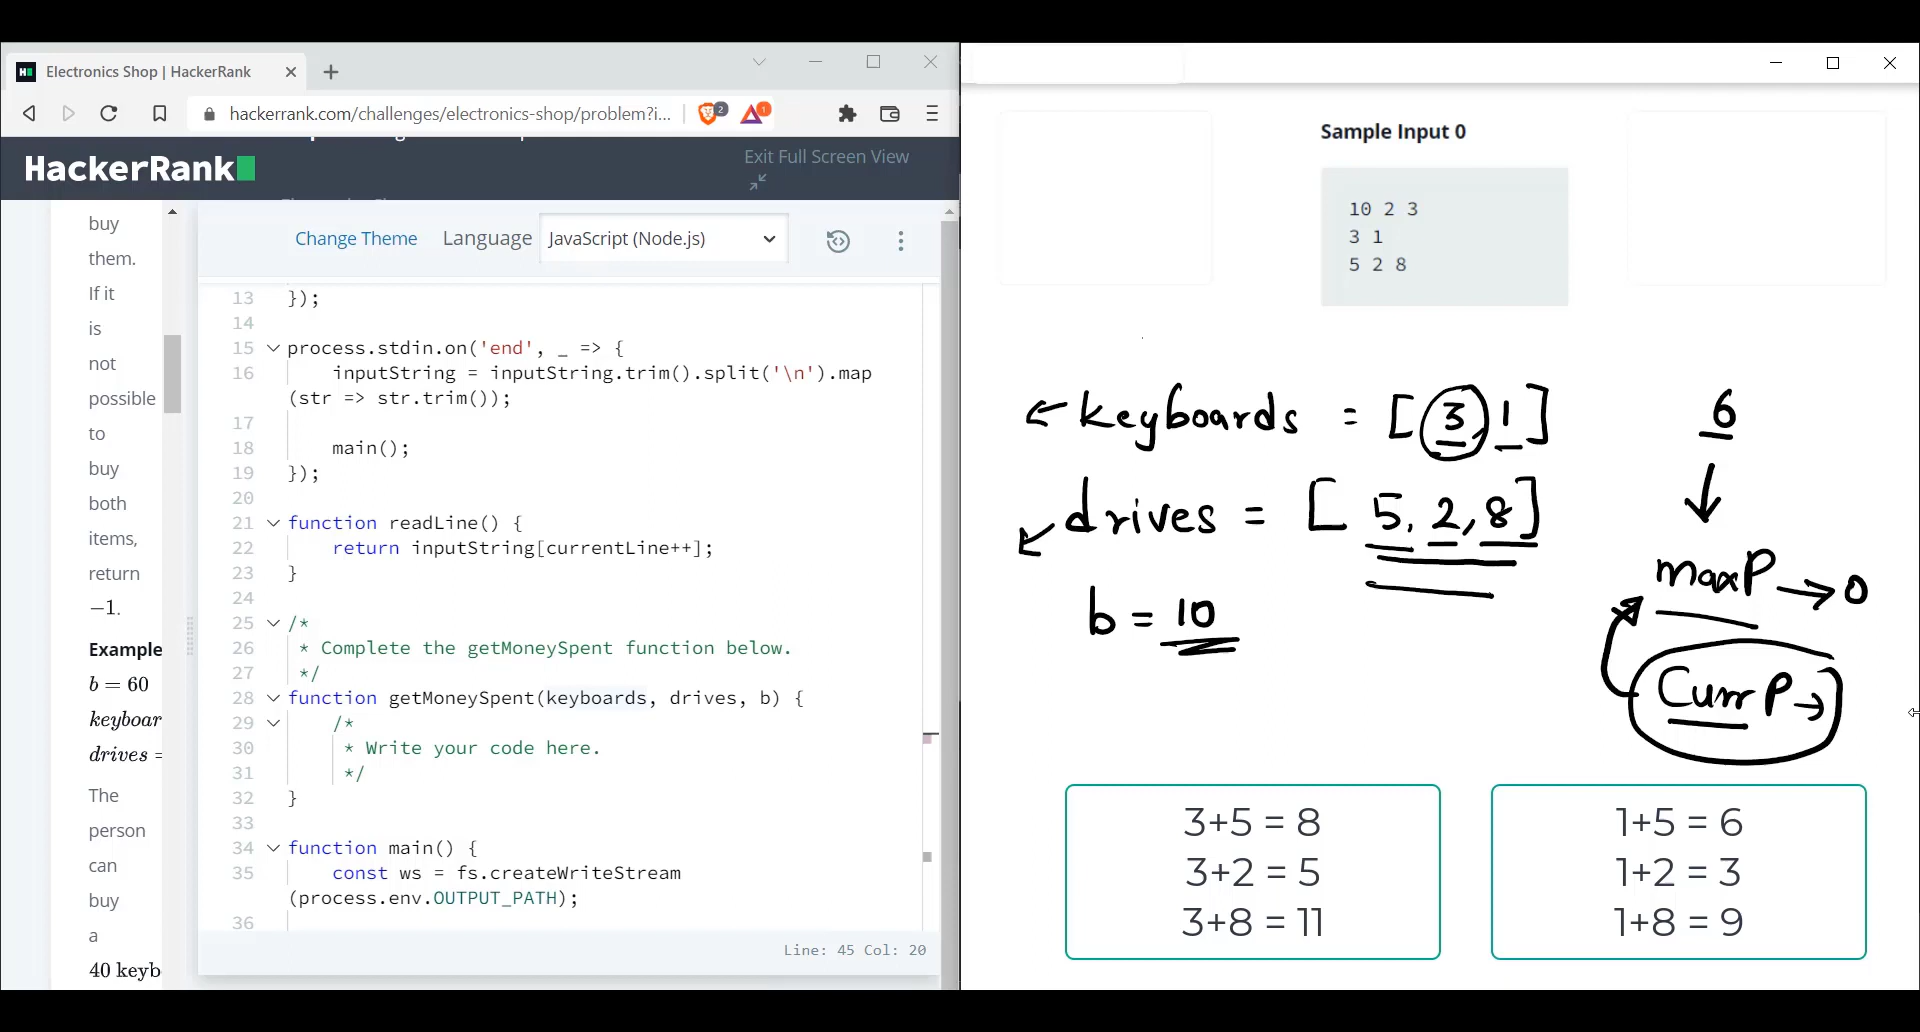 Electronics Shop | HackerRank
hackerrank.com/challenges/electronics-shop/problem?i...
2
1
HackerRank
Exit Full Screen View
buy
them.
If it
is
not
possible
to
buy
both
items,
return
−1.
Example
b = 60
keyboar
drives =
The
person
can
buy
a
40 keyb
Change Theme Language JavaScript (Node.js)
13 });
14
15 process.stdin.on('end', _ => {
16 inputString = inputString.trim().split('\n').map
(str => str.trim());
17
18 main();
19 });
20
21 function readLine() {
22 return inputString[currentLine++];
23 }
24
25 /*
26 * Complete the getMoneySpent function below.
27 */
28 function getMoneySpent(keyboards, drives, b) {
29 /*
30 * Write your code here.
31 */
32 }
33
34 function main() {
35 const ws = fs.createWriteStream
(process.env.OUTPUT_PATH);
36
Line: 45 Col: 20
Sample Input 0
10 2 3
3 1
5 2 8
keyboards = [3, 1]
drives = [5, 2, 8]
b = 10
6
maxP → 0
CurrP →
3+5 = 8
3+2 = 5
3+8 = 11
1+5 = 6
1+2 = 3
1+8 = 9